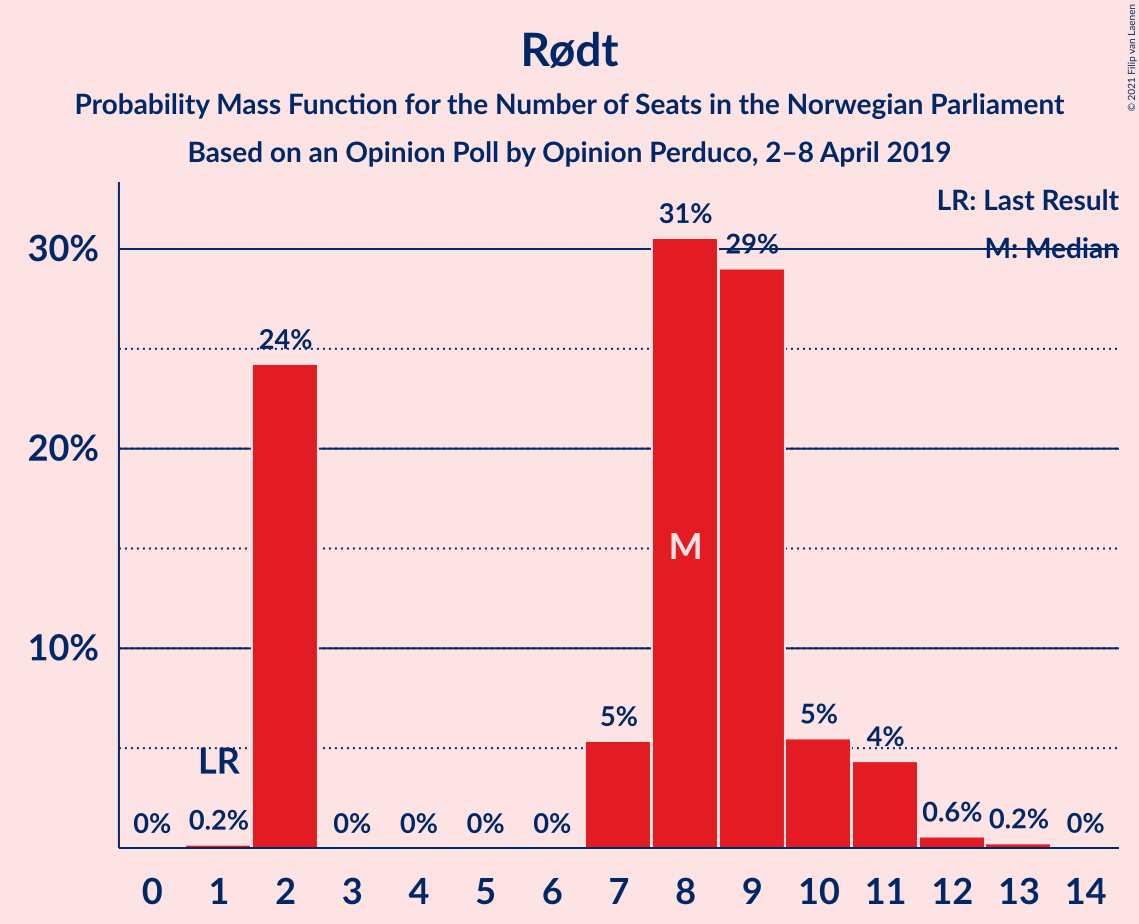 Rødt
Probability Mass Function for the Number of Seats in the Norwegian Parliament
Based on an Opinion Poll by Opinion Perduco, 2–8 April 2019
© 2021 Filip van Laenen
LR: Last Result
M: Median
30%
20%
10%
0% 0.2% 24% 0% 0% 0% 0% 5% 31% 29% 5% 4% 0.6% 0.2% 0%
LR
M
0 1 2 3 4 5 6 7 8 9 10 11 12 13 14